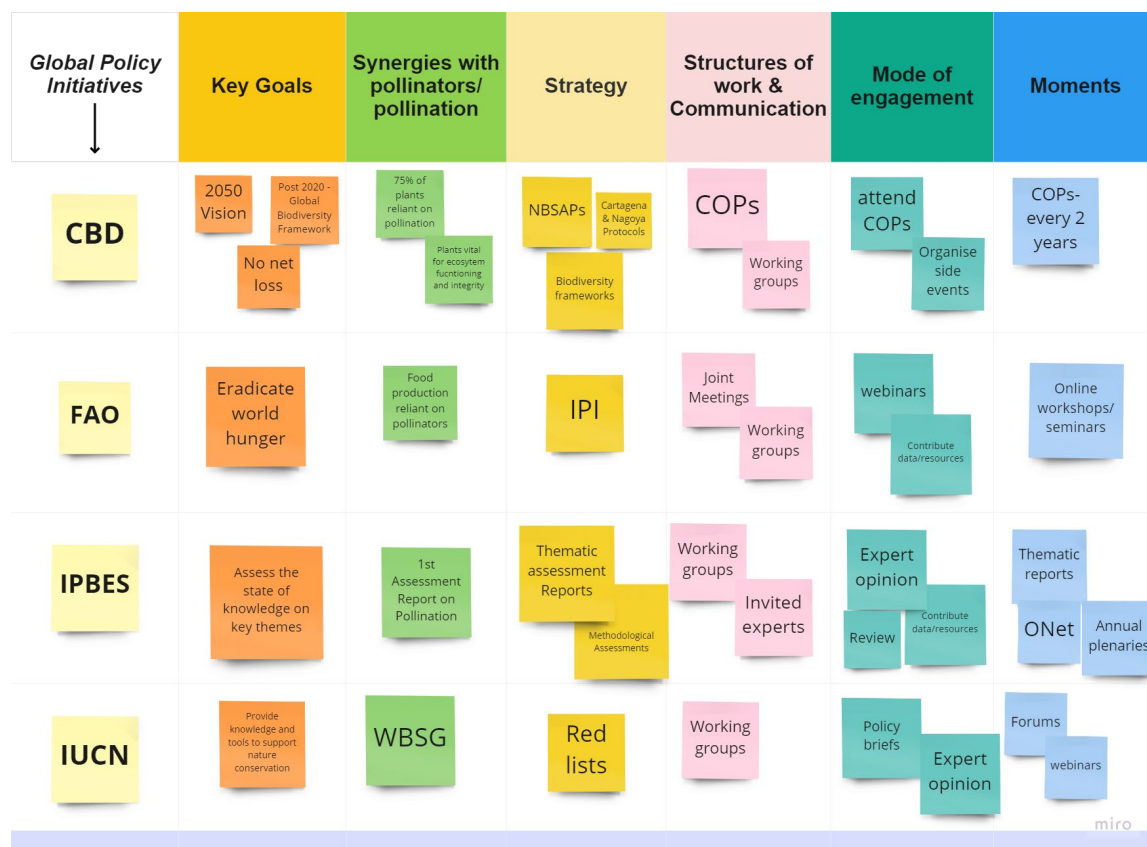 Global Policy
Initiatives
Key Goals
Synergies with
pollinators/
pollination
Strategy
Structures of
work &
Communication
Mode of
engagement
Moments
CBD
2050
Vision
Post 2020 -
Global
Biodiversity
Framework
No net
loss
75% of
plants
reliant on
pollination
Plants vital
for ecosytem
fucntioning
and integrity
NBSAPs
Cartagena
& Nagoya
Protocols
Biodiversity
frameworks
COPs
Working
groups
attend
COPs
Organise
side
events
COPs-
every 2
years
FAO
Eradicate
world
hunger
Food
production
reliant on
pollinators
IPI
Joint
Meetings
Working
groups
webinars
Contribute
data/resources
Online
workshops/
seminars
IPBES
Assess the
state of
knowledge on
key themes
1st
Assessment
Report on
Pollination
Thematic
assessment
Reports
Methodological
Assessments
Working
groups
Invited
experts
Expert
opinion
Review
Contribute
data/resources
Thematic
reports
ONet
Annual
plenaries
IUCN
Provide
knowledge and
tools to support
nature
conservation
WBSG
Red
lists
Working
groups
Policy
briefs
Expert
opinion
Forums
webinars
miro